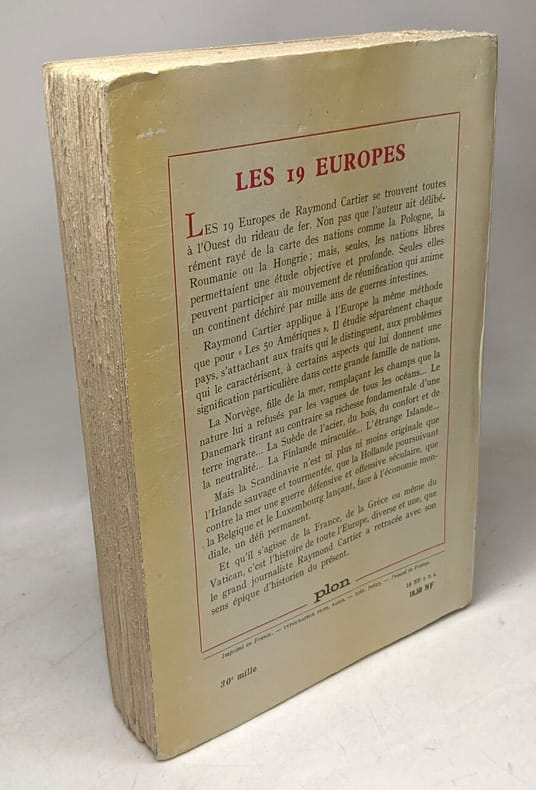 LES 19 EUROPES
LES 19 Europes de Raymond Cartier se trouvent toutes
à l'Ouest du rideau de fer. Non pas que l'auteur ait délibé-
rément rayé de la carte des nations comme la Pologne, la
Roumanie ou la Hongrie ; mais, seules, les nations libres
permettaient une étude objective et profonde. Seules elles
peuvent participer au mouvement de réunification qui anime
un continent déchiré par mille ans de guerres intestines.
Raymond Cartier applique à l'Europe la même méthode
que pour « Les 50 Amériques ». Il étudie séparément chaque
pays, s'attachant aux traits qui le distinguent, aux problèmes
qui le caractérisent, à certains aspects qui lui donnent une
signification particulière dans cette grande famille de nations.
La Norvège, fille de la mer, remplaçant les champs que la
nature lui a refusés par les vagues de tous les océans... Le
Danemark tirant au contraire sa richesse fondamentale d'une
terre ingrate... La Suède de l'acier, du bois, du confort et de
la neutralité... La Finlande miraculée... L'étrange Islande...
Mais la Scandinavie n'est ni plus ni moins originale que
l'Irlande sauvage et tourmentée, que la Hollande poursuivant
contre la mer une guerre défensive et offensive séculaire, que
la Belgique et le Luxembourg lançant, face à l'économie mon-
diale, un défi permanent.
Et qu'il s'agisse de la France, de la Grèce ou même du
Vatican, c'est l'histoire de toute l'Europe, diverse et une, que
le grand journaliste Raymond Cartier a retracée avec son
sens épique d'historien du présent.
plon
Imprimé en France. — TYPOGRAPHIE PLON, PARIS. — Printed in France.
18 NF + T. L.
18,50 NF
30e mille